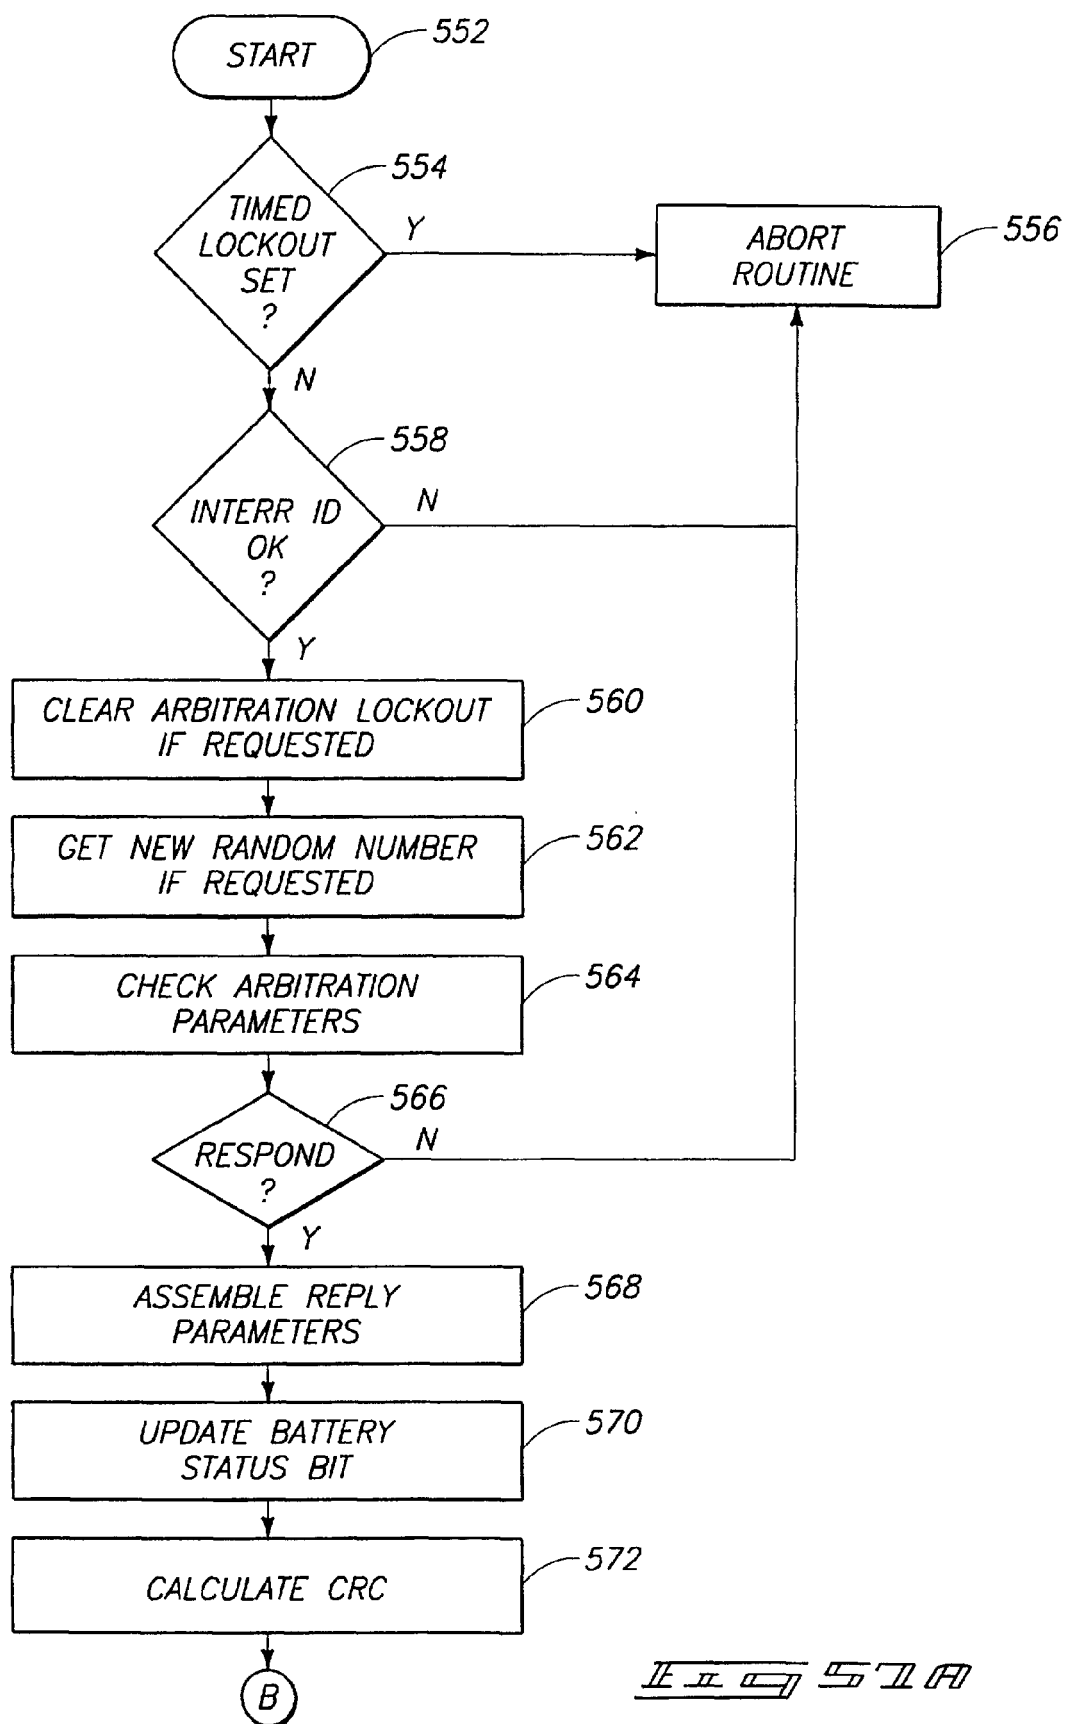 START
552
554
TIMED
LOCKOUT
SET
?
Y
ABORT
ROUTINE
556
N
558
INTERR ID
OK
?
N
Y
CLEAR ARBITRATION LOCKOUT
IF REQUESTED
560
GET NEW RANDOM NUMBER
IF REQUESTED
562
CHECK ARBITRATION
PARAMETERS
564
566
RESPOND
?
N
Y
ASSEMBLE REPLY
PARAMETERS
568
UPDATE BATTERY
STATUS BIT
570
CALCULATE CRC
572
B
FIG 57A